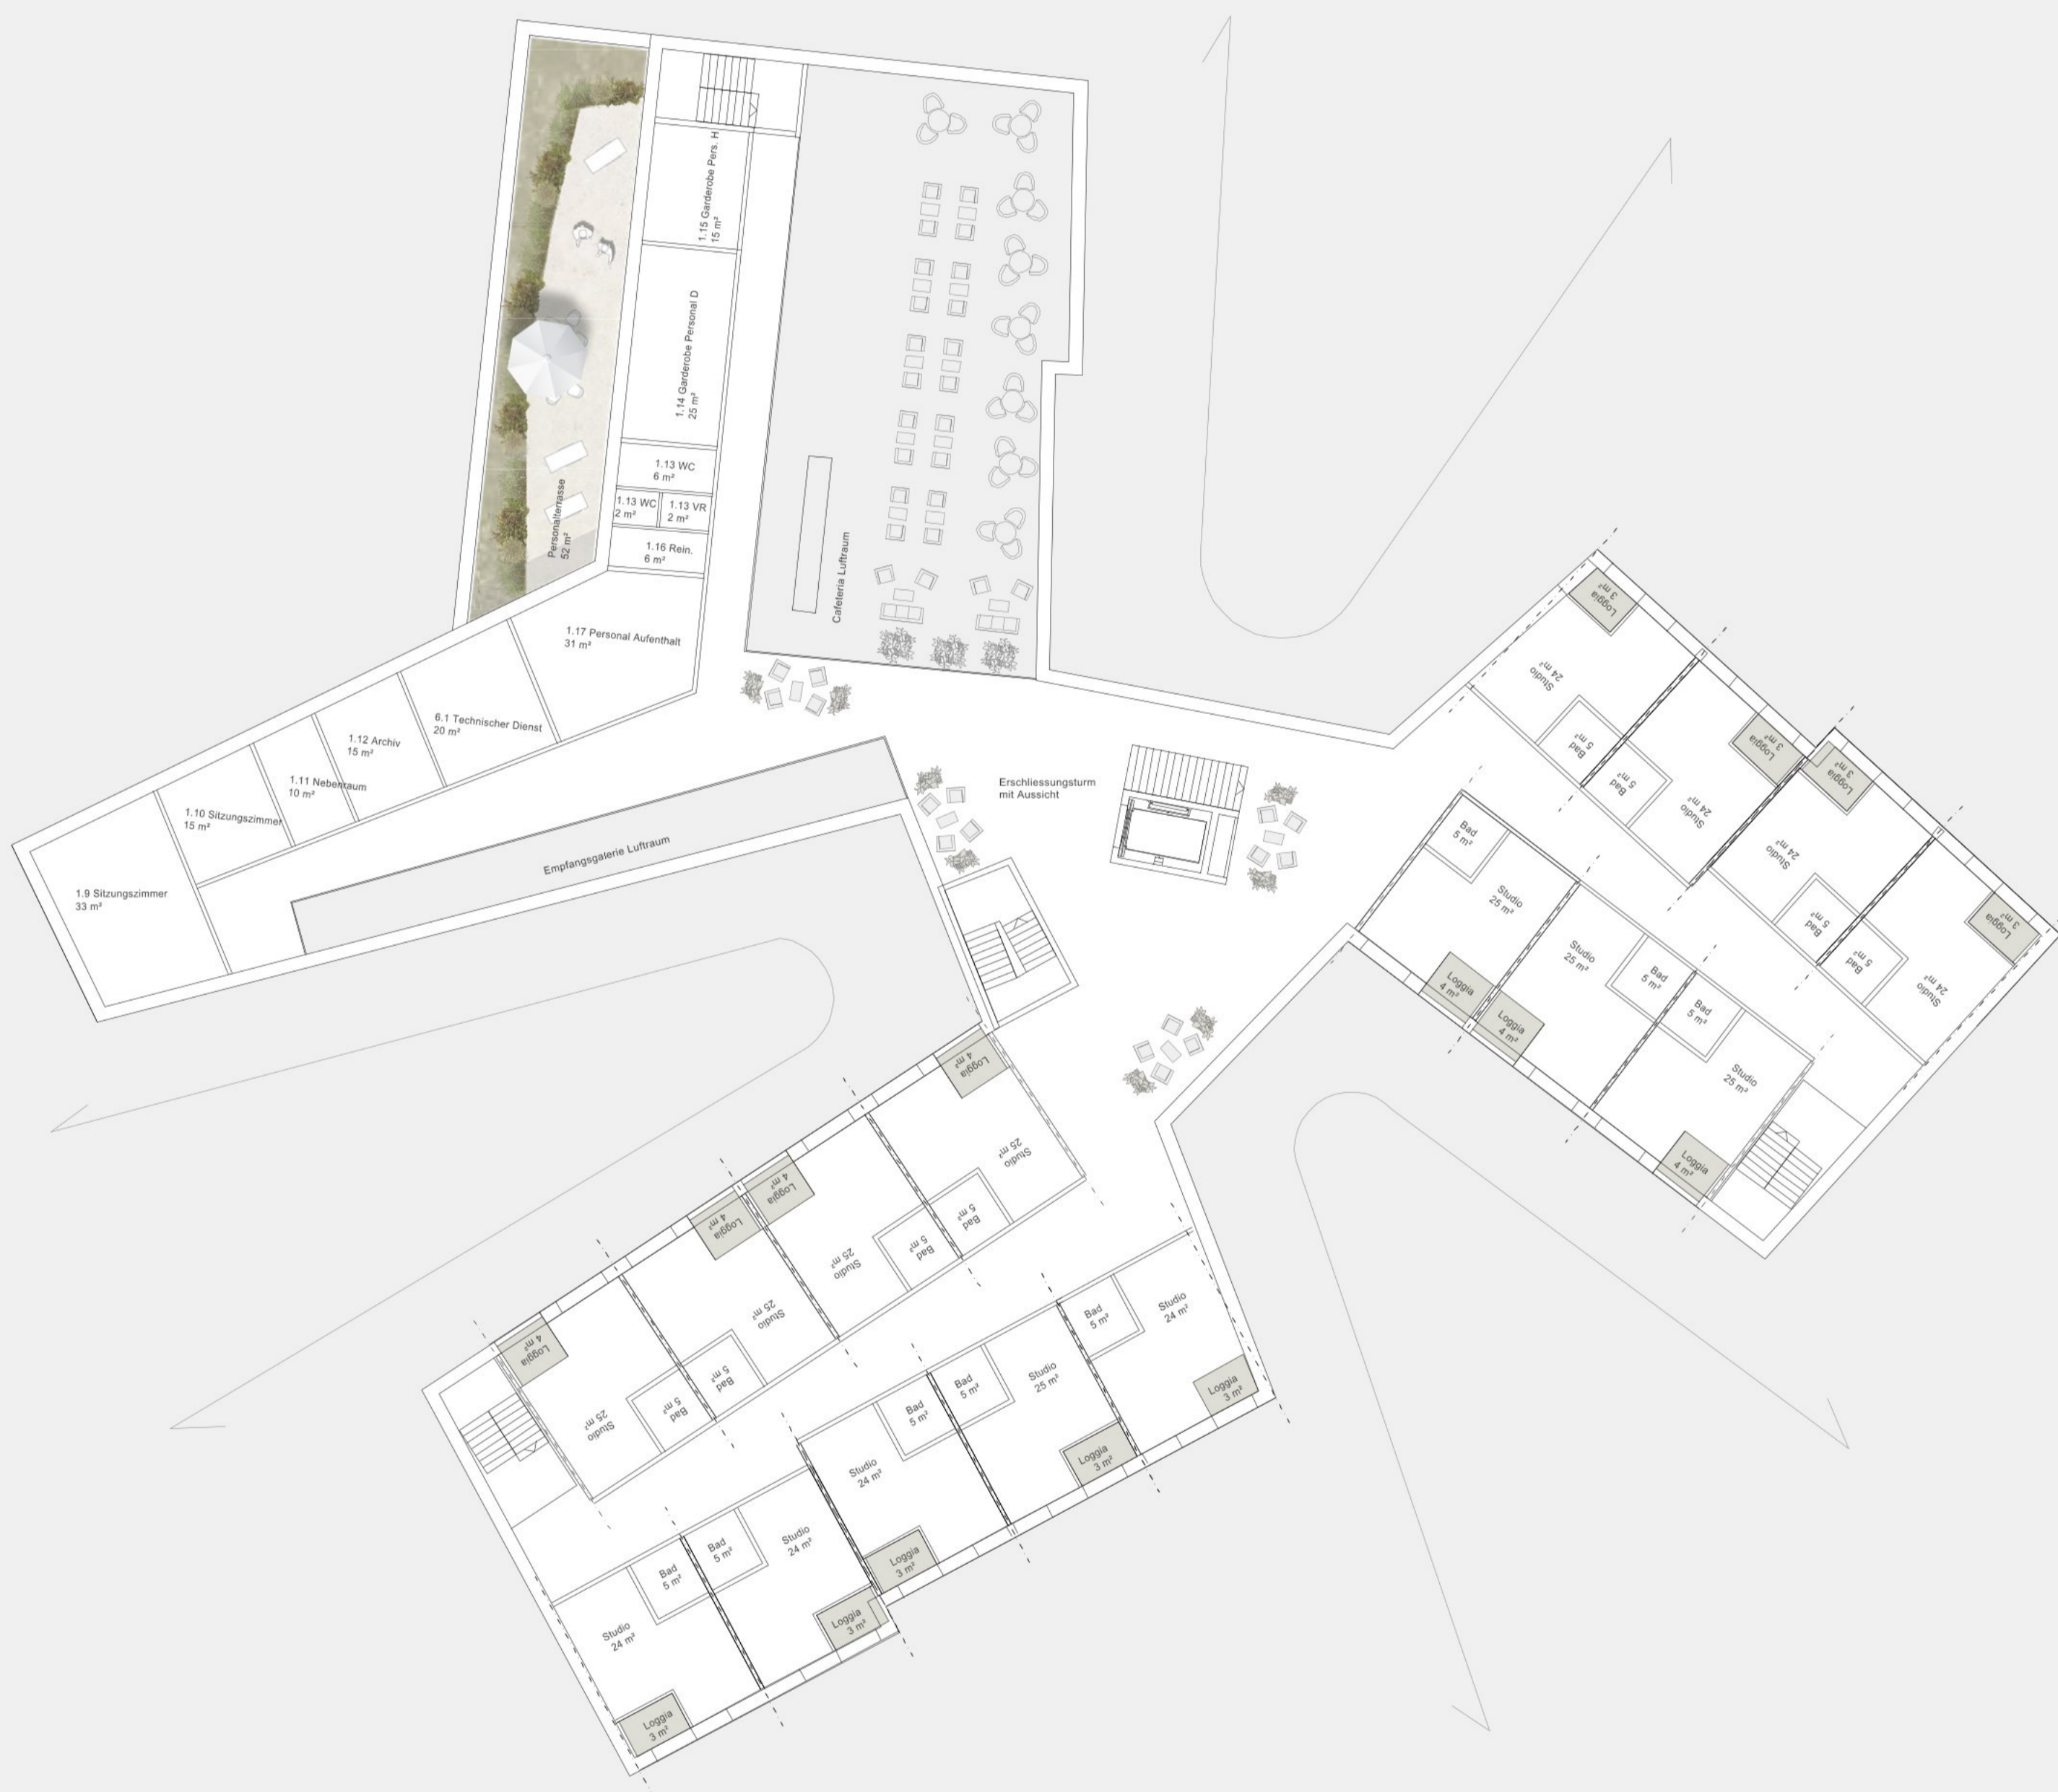 1.15 Garderobe Pers. H
15 m²
1.14 Garderobe Personal D
25 m²
1.13 WC
6 m²
1.13 WC
2 m²
1.13 VR
2 m²
1.16 Rein.
6 m²
Personalterrasse
52 m²
Cafeteria Luftraum
1.17 Personal Aufenthalt
31 m²
6.1 Technischer Dienst
20 m²
1.12 Archiv
15 m²
1.11 Nebenraum
10 m²
1.10 Sitzungszimmer
15 m²
1.9 Sitzungszimmer
33 m²
Empfangsgalerie Luftraum
Erschliessungsturm
mit Aussicht
Loggia
3 m²
Studio
24 m²
Bad
5 m²
Loggia
3 m²
Bad
5 m²
Studio
24 m²
Loggia
3 m²
Studio
24 m²
Bad
5 m²
Loggia
3 m²
Bad
5 m²
Studio
24 m²
Bad
5 m²
Studio
25 m²
Loggia
4 m²
Studio
25 m²
Bad
5 m²
Loggia
4 m²
Bad
5 m²
Studio
25 m²
Loggia
4 m²
Loggia
4 m²
Studio
25 m²
Bad
5 m²
Loggia
4 m²
Studio
25 m²
Bad
5 m²
Loggia
4 m²
Studio
25 m²
Bad
5 m²
Loggia
4 m²
Studio
25 m²
Bad
5 m²
Bad
5 m²
Studio
24 m²
Loggia
3 m²
Bad
5 m²
Studio
25 m²
Loggia
3 m²
Bad
5 m²
Studio
24 m²
Loggia
3 m²
Bad
5 m²
Studio
24 m²
Loggia
3 m²
Bad
5 m²
Studio
24 m²
Loggia
3 m²